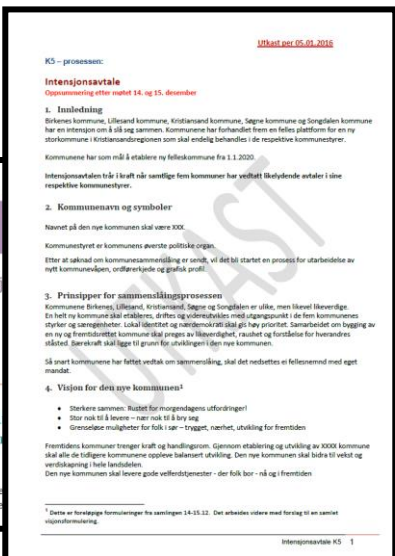 Utkast per 05.01.2016
K5 – prosessen:
Intensjonsavtale
Oppsummering etter møtet 14. og 15. desember
1. Innledning
Birkenes kommune, Lillesand kommune, Kristiansand kommune, Søgne kommune og Songdalen kommune
har en intensjon om å slå seg sammen. Kommunene har forhandlet frem en felles plattform for en ny
storkommune i Kristiansandsregionen som skal endelig behandles i de respektive kommunestyrer.
Kommunene har som mål å etablere ny felleskommune fra 1.1.2020.
Intensjonsavtalen trår i kraft når samtlige fem kommuner har vedtatt likelydende avtaler i sine
respektive kommunestyrer.
2. Kommunenavn og symboler
Navnet på den nye kommunen skal være XXX.
Kommunestyret er kommunens øverste politiske organ.
Etter at søknad om kommunesammenslåing er sendt, vil det bli startet en prosess for utarbeidelse av
nytt kommunevåpen, ordførerkjede og grafisk profil.
3. Prinsipper for sammenslåingsprosessen
Kommunene Birkenes, Lillesand, Kristiansand, Søgne og Songdalen er ulike, men likevel likeverdige.
En helt ny kommune skal etableres, driftes og videreutvikles med utgangspunkt i de fem kommunenes
styrker og særegenheter. Lokal identitet og nærdemokrati skal gis høy prioritet. Samarbeidet om bygging av
en ny og fremtidsrettet kommune skal preges av likeverdighet, raushet og forståelse for hverandres
ståsted. Bærekraft skal ligge til grunn for utviklingen i den nye kommunen.
Så snart kommunene har fattet vedtak om sammenslåing, skal det nedsettes ei fellesnemnd med eget
mandat.
4. Visjon for den nye kommunen¹
• Sterkere sammen: Rustet for morgendagens utfordringer!
• Stor nok til å levere – nær nok til å bry seg
• Grenseløse muligheter for folk i sør – trygget, nærhet, utvikling for fremtiden
Fremtidens kommuner trenger kraft og handlingsrom. Gjennom etablering og utvikling av XXXX kommune
skal alle de tidligere kommunene oppleve balansert utvikling. Den nye kommunen skal bidra til vekst og
verdiskapning i hele landsdelen.
Den nye kommunen skal levere gode velferdstjenester - der folk bor - nå og i fremtiden
¹ Dette er foreløpige formuleringer fra samlingen 14-15.12. Det arbeides videre med forslag til en samlet
visjonsformulering.
Intensjonsavtale K5 1
UTKAST